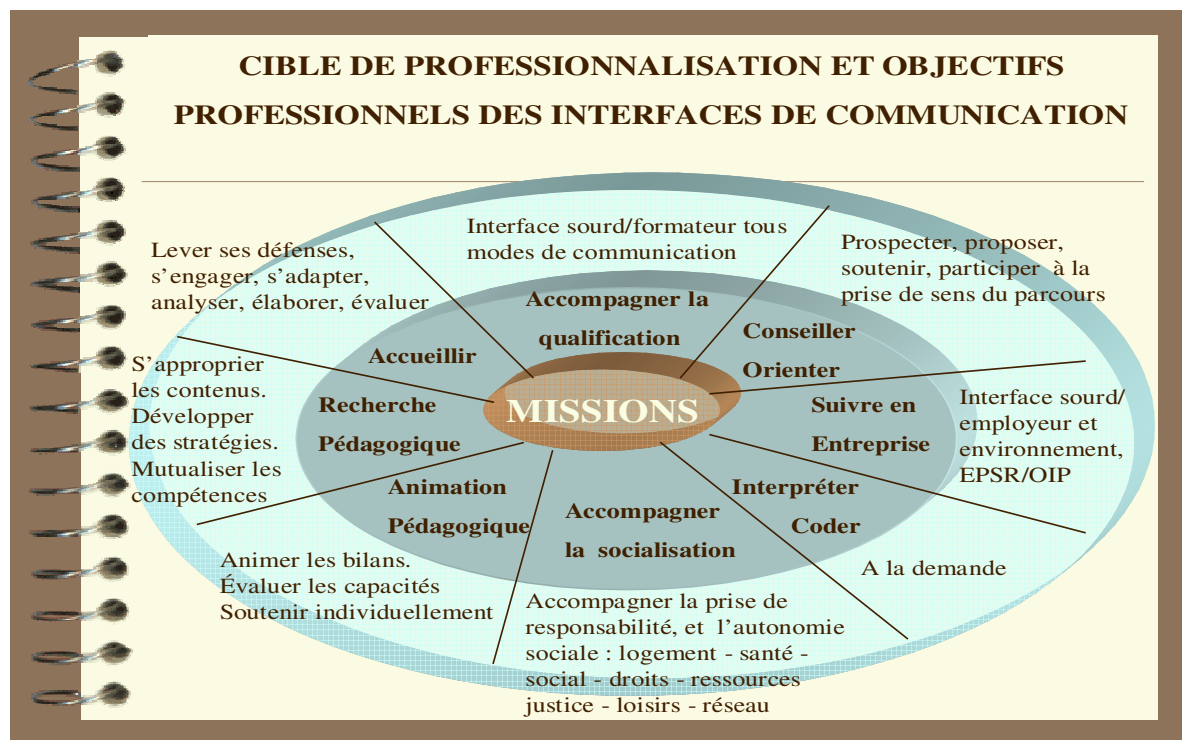 CIBLE DE PROFESSIONNALISATION ET OBJECTIFS
PROFESSIONNELS DES INTERFACES DE COMMUNICATION
Interface sourd/formateur tous
modes de communication
Accompagner la
qualification
Prospecter, proposer,
soutenir, participer à la
prise de sens du parcours
Conseiller
Orienter
Interface sourd/
employeur et
environnement,
EPSR/OIP
Suivre en
Entreprise
A la demande
Interpréter
Coder
Accompagner
la socialisation
Accompagner la prise de
responsabilité, et l’autonomie
sociale : logement - santé -
social - droits - ressources
justice - loisirs - réseau
Animation
Pédagogique
Animer les bilans.
Évaluer les capacités
Soutenir individuellement
Recherche
Pédagogique
S’approprier
les contenus.
Développer
des stratégies.
Mutualiser les
compétences
Accueillir
Lever ses défenses,
s’engager, s’adapter,
analyser, élaborer, évaluer
MISSIONS